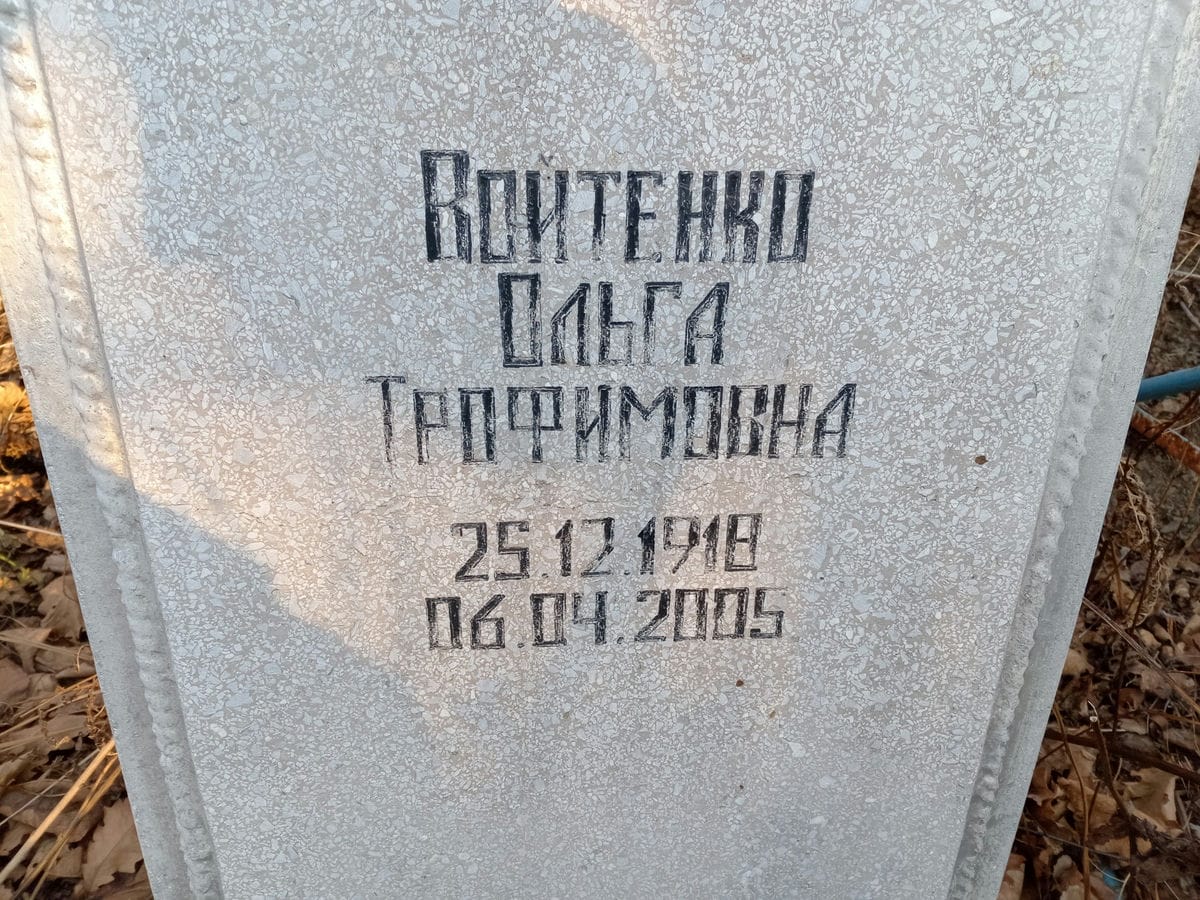 Войтенко
Ольга
Трофимовна
25.12.1918
06.04.2005